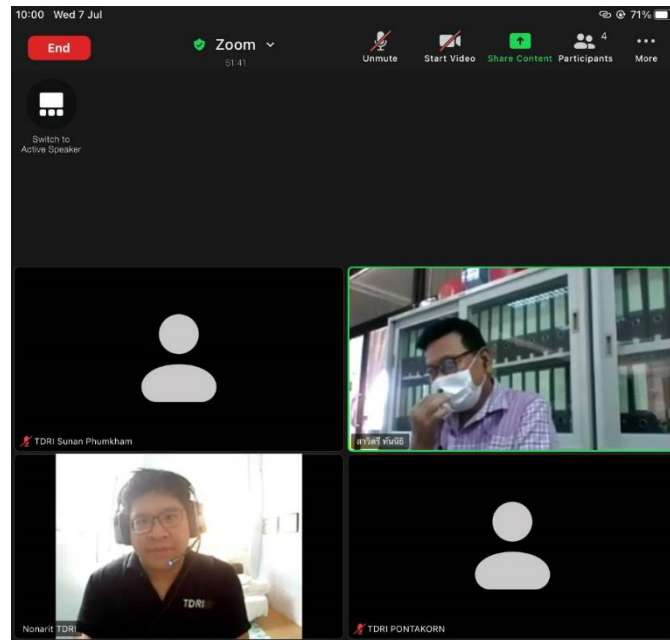 10:00 Wed 7 Jul
71%
End
Zoom
51:41
Unmute
Start Video
Share Content
Participants
4
More
Switch to
Active Speaker
TDRI Sunan Phumkham
สาวิตรี ทัพนิธิ
TDRI
Nonarit TDRI
TDRI PONTAKORN